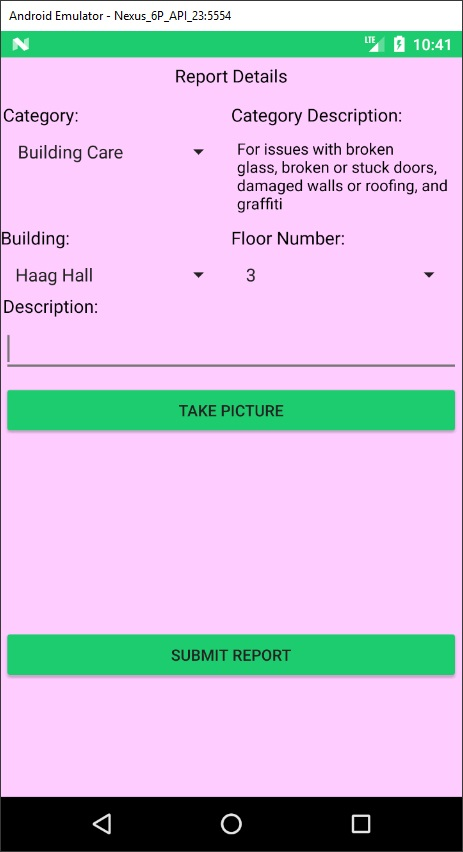 Android Emulator - Nexus_6P_API_23:5554
LTE 10:41
Report Details
Category:
Category Description:
Building Care
For issues with broken
glass, broken or stuck doors,
damaged walls or roofing, and
graffiti
Building:
Floor Number:
Haag Hall
3
Description:
TAKE PICTURE
SUBMIT REPORT